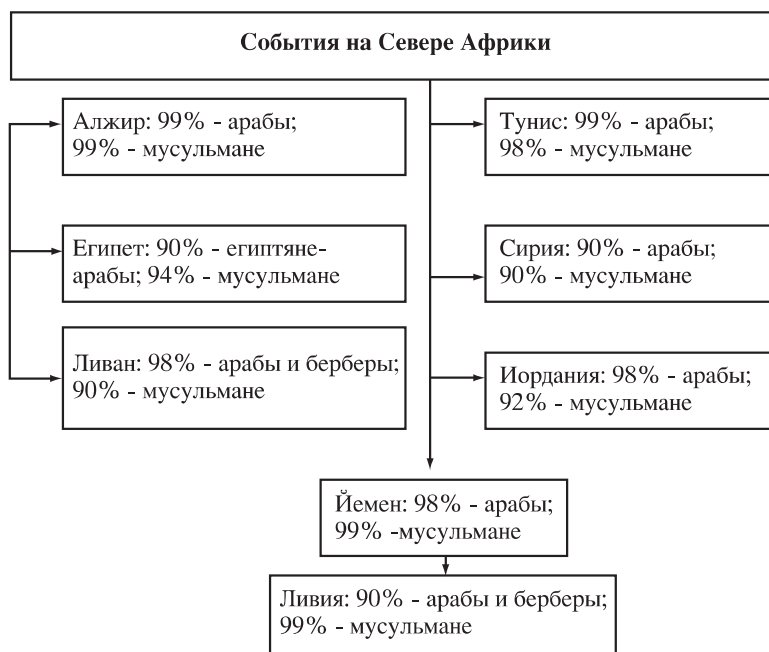 События на Севере Африки
Алжир: 99% - арабы;
99% - мусульмане
Тунис: 99% - арабы;
98% - мусульмане
Египет: 90% - египтяне-
арабы; 94% - мусульмане
Сирия: 90% - арабы;
90% - мусульмане
Ливан: 98% - арабы и берберы;
90% - мусульмане
Иордания: 98% - арабы;
92% - мусульмане
Йемен: 98% - арабы;
99% -мусульмане
Ливия: 90% - арабы и берберы;
99% - мусульмане